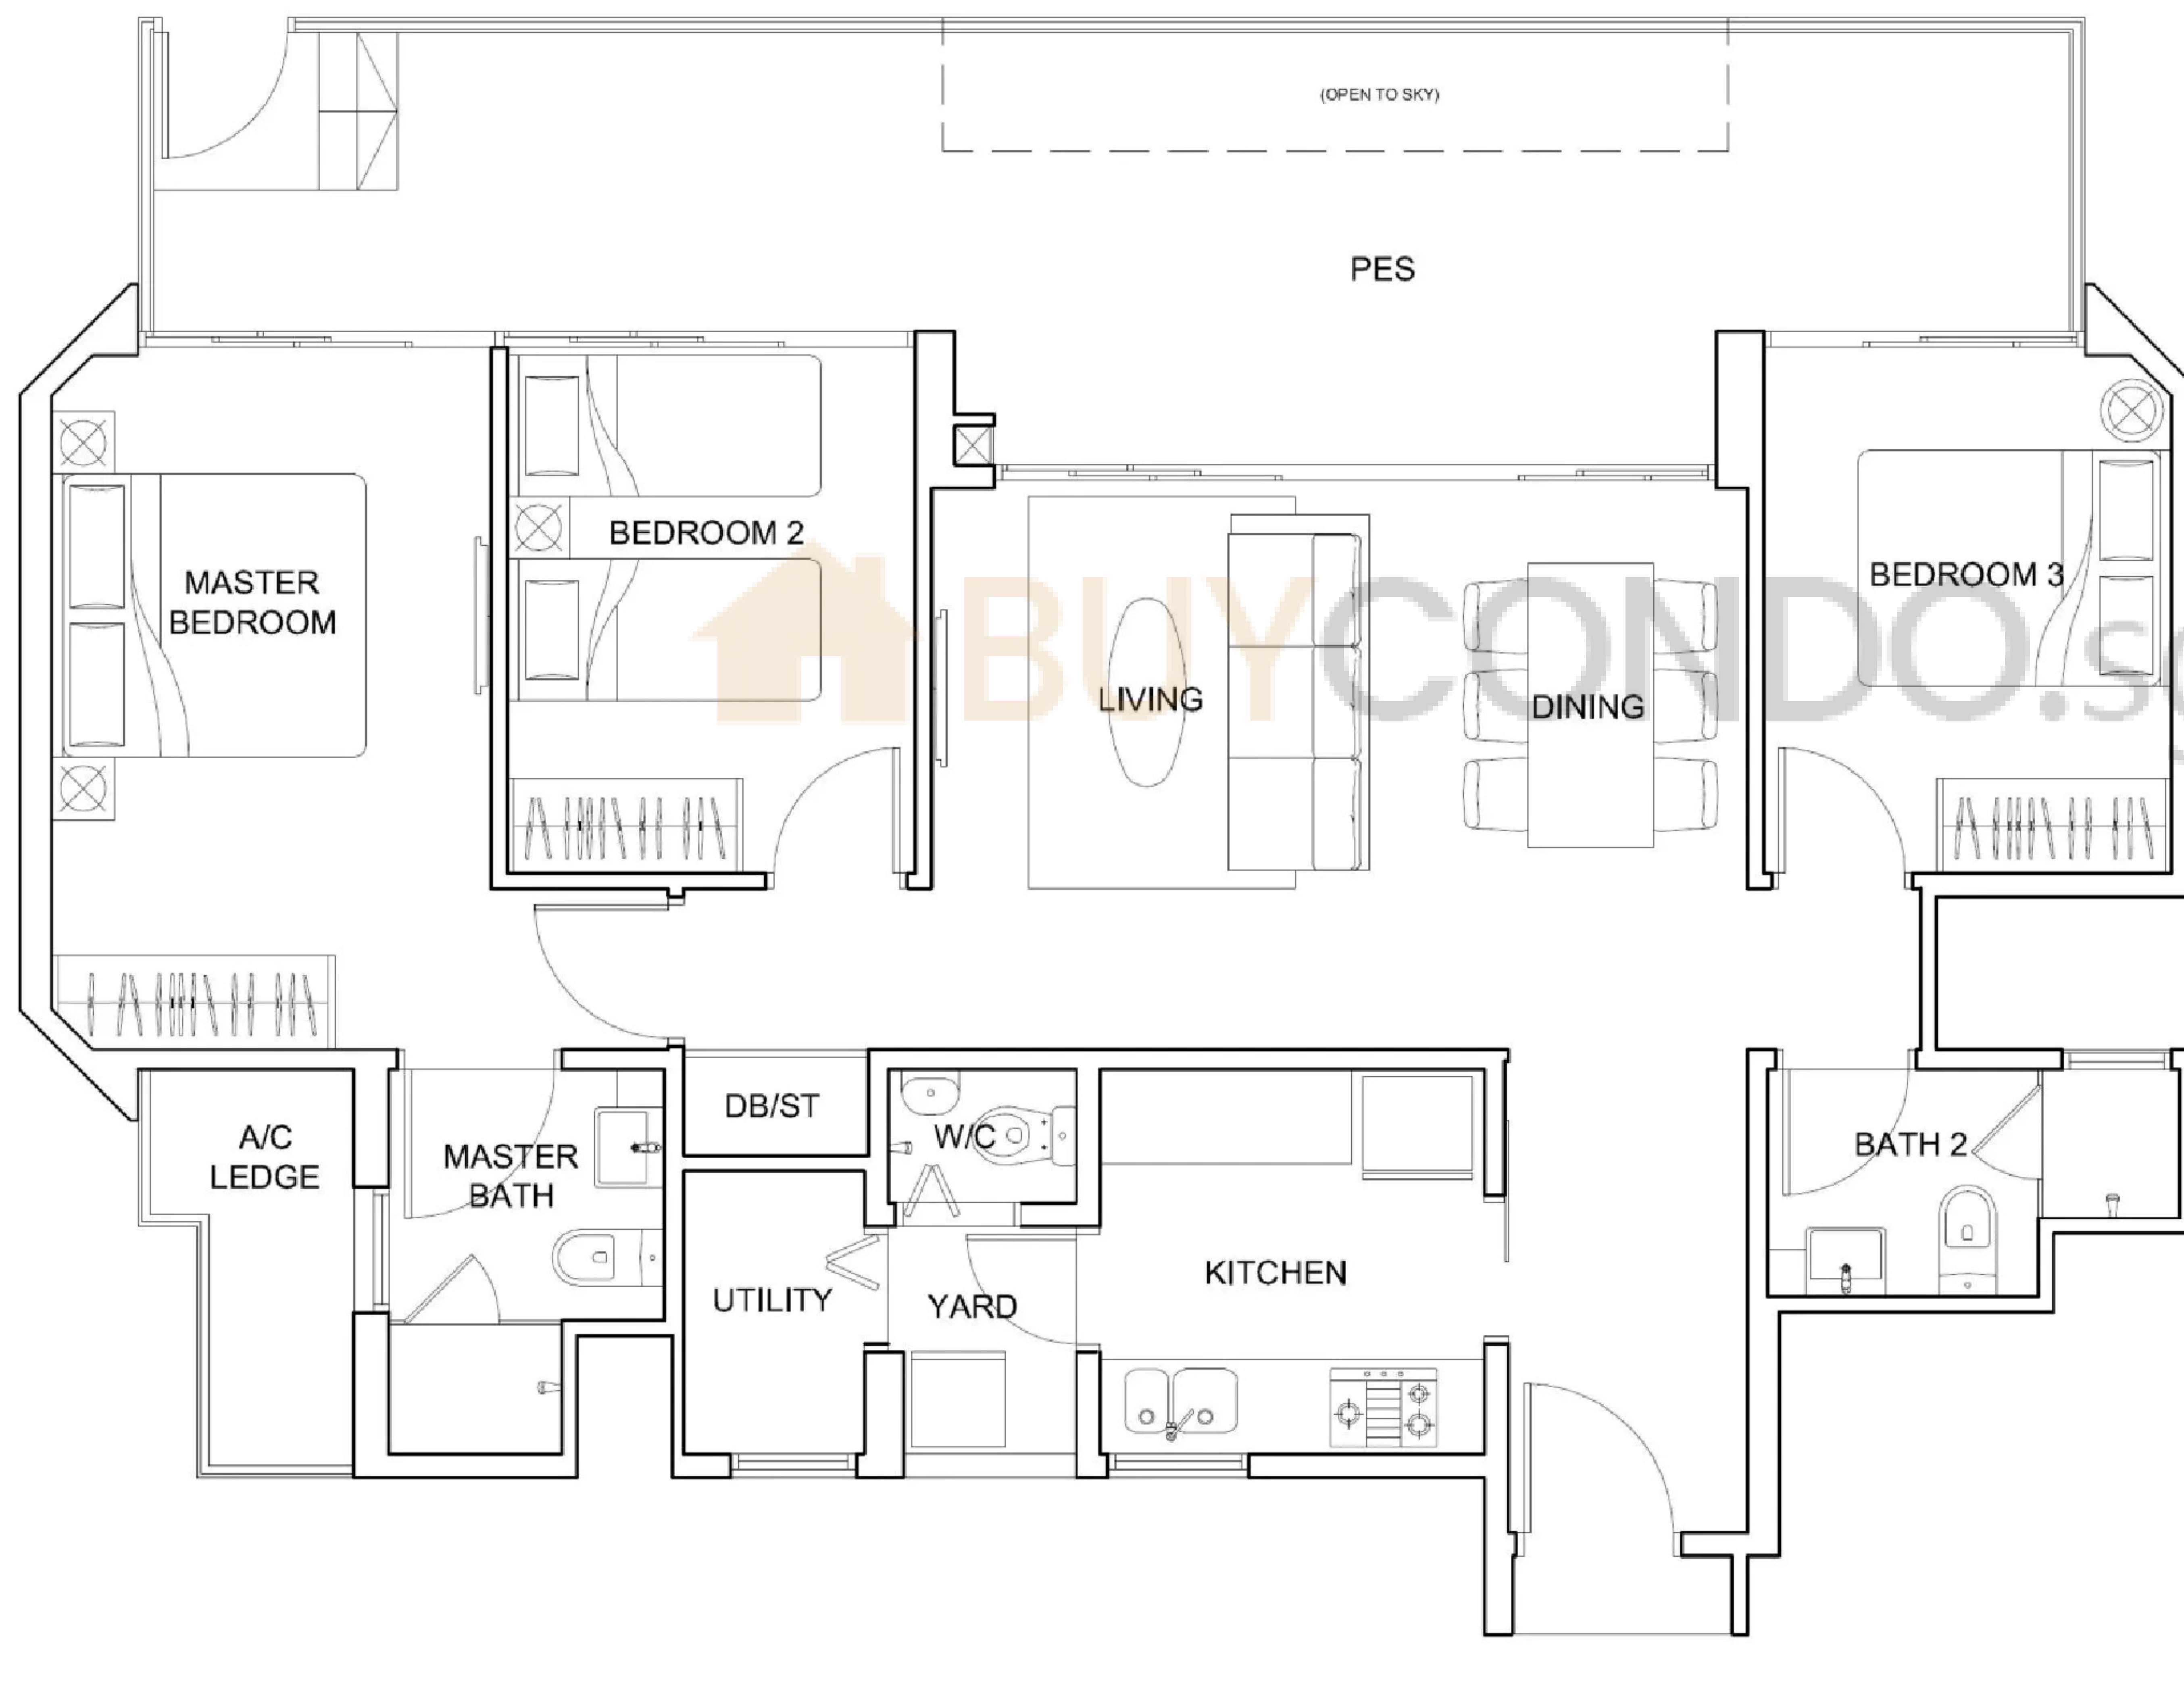 (OPEN TO SKY)
PES
BEDROOM 2
MASTER
BEDROOM
BEDROOM 3
BUYCONDO.sg
LIVING
DINING
DB/ST
A/C
LEDGE
MASTER
BATH
W/C
BATH 2
UTILITY
YARD
KITCHEN